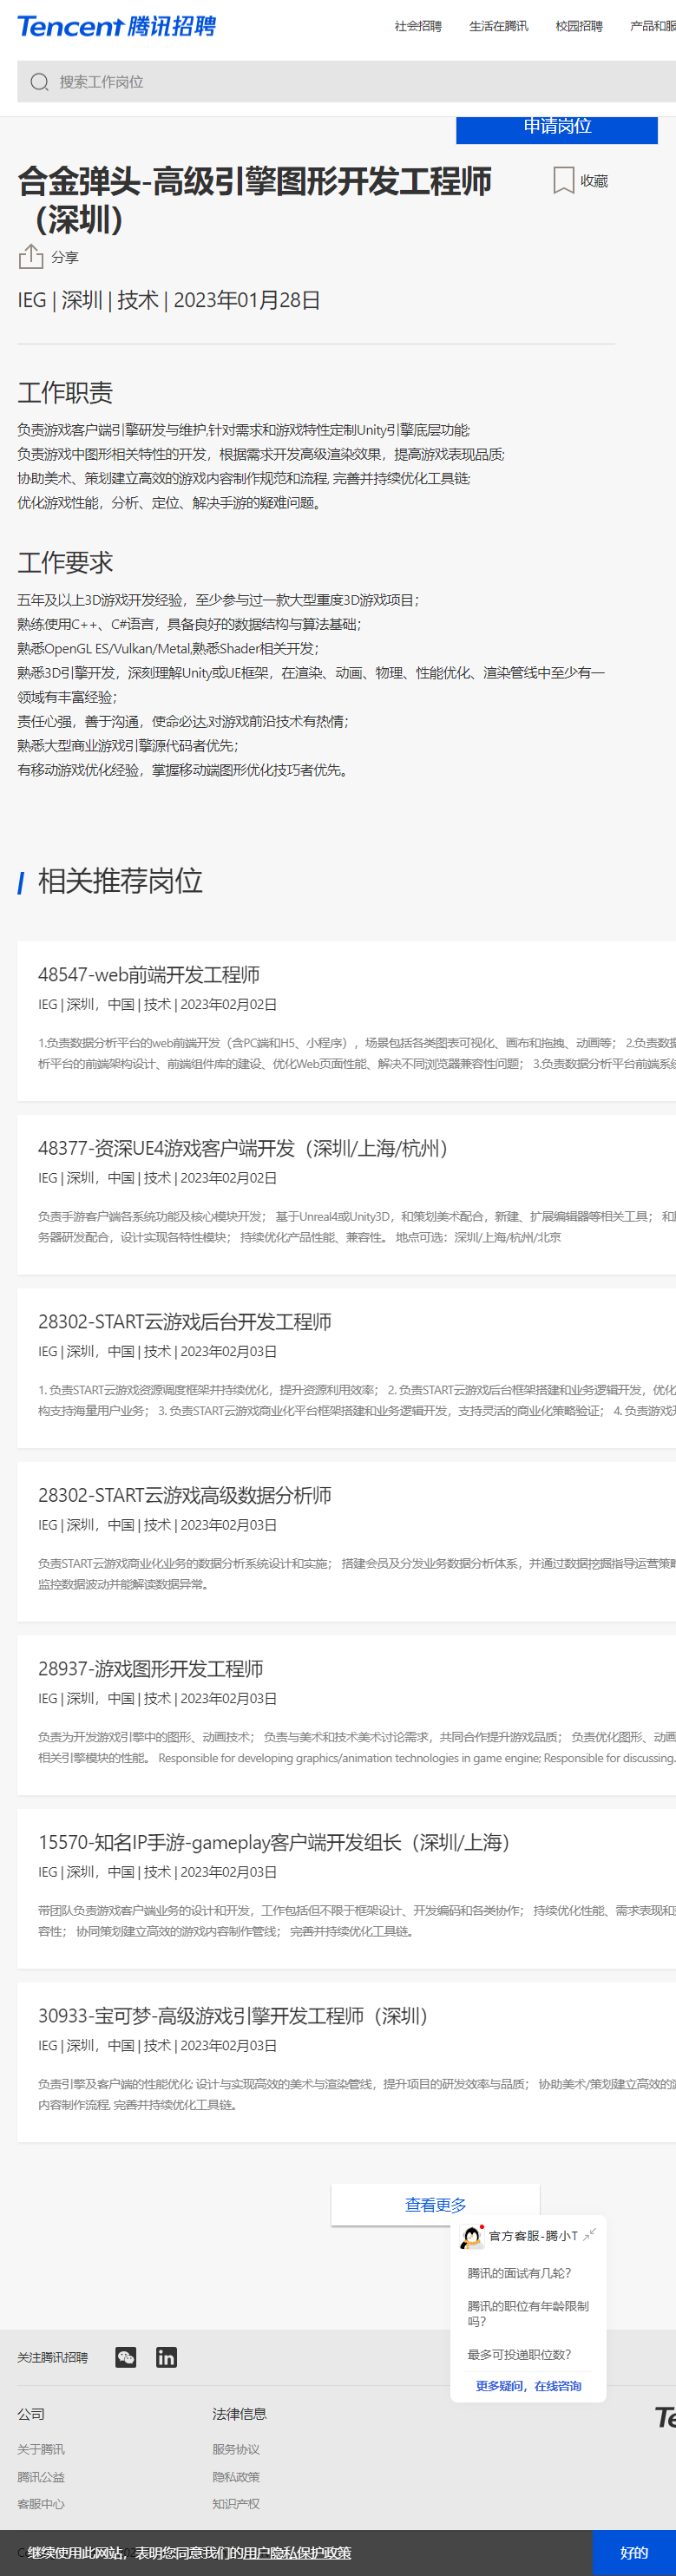 Tencent 腾讯招聘
社会招聘 生活在腾讯 校园招聘 产品和服
搜索工作岗位
申请岗位
合金弹头-高级引擎图形开发工程师
（深圳）
收藏
分享
IEG | 深圳 | 技术 | 2023年01月28日
工作职责
负责游戏客户端引擎研发与维护,针对需求和游戏特性定制Unity引擎底层功能;
负责游戏中图形相关特性的开发，根据需求开发高级渲染效果，提高游戏表现品质;
协助美术、策划建立高效的游戏内容制作规范和流程, 完善并持续优化工具链;
优化游戏性能，分析、定位、解决手游的疑难问题。
工作要求
五年及以上3D游戏开发经验，至少参与过一款大型重度3D游戏项目；
熟练使用C++、C#语言，具备良好的数据结构与算法基础；
熟悉OpenGL ES/Vulkan/Metal,熟悉Shader相关开发；
熟悉3D引擎开发，深刻理解Unity或UE框架，在渲染、动画、物理、性能优化、渲染管线中至少有一
领域有丰富经验；
责任心强，善于沟通，使命必达,对游戏前沿技术有热情；
熟悉大型商业游戏引擎源代码者优先；
有移动游戏优化经验，掌握移动端图形优化技巧者优先。
相关推荐岗位
48547-web前端开发工程师
IEG | 深圳，中国 | 技术 | 2023年02月02日
1.负责数据分析平台的web前端开发（含PC端和H5、小程序），场景包括各类图表可视化、画布和拖拽、动画等； 2.负责数据
析平台的前端架构设计、前端组件库的建设、优化Web页面性能、解决不同浏览器兼容性问题； 3.负责数据分析平台前端系统
48377-资深UE4游戏客户端开发（深圳/上海/杭州）
IEG | 深圳，中国 | 技术 | 2023年02月02日
负责手游客户端各系统功能及核心模块开发； 基于Unreal4或Unity3D，和策划美术配合，新建、扩展编辑器等相关工具； 和服
务器研发配合，设计实现各特性模块； 持续优化产品性能、兼容性。 地点可选：深圳/上海/杭州/北京
28302-START云游戏后台开发工程师
IEG | 深圳，中国 | 技术 | 2023年02月03日
1. 负责START云游戏资源调度框架并持续优化，提升资源利用效率； 2. 负责START云游戏后台框架搭建和业务逻辑开发，优化
构支持海量用户业务； 3. 负责START云游戏商业化平台框架搭建和业务逻辑开发，支持灵活的商业化策略验证； 4. 负责游戏开
28302-START云游戏高级数据分析师
IEG | 深圳，中国 | 技术 | 2023年02月03日
负责START云游戏商业化业务的数据分析系统设计和实施； 搭建会员及分发业务数据分析体系，并通过数据挖掘指导运营策略
监控数据波动并能解读数据异常。
28937-游戏图形开发工程师
IEG | 深圳，中国 | 技术 | 2023年02月03日
负责为开发游戏引擎中的图形、动画技术； 负责与美术和技术美术讨论需求，共同合作提升游戏品质； 负责优化图形、动画
相关引擎模块的性能。 Responsible for developing graphics/animation technologies in game engine; Responsible for discussing.
15570-知名IP手游-gameplay客户端开发组长（深圳/上海）
IEG | 深圳，中国 | 技术 | 2023年02月03日
带团队负责游戏客户端业务的设计和开发，工作包括但不限于框架设计、开发编码和各类协作； 持续优化性能、需求表现和
容性； 协同策划建立高效的游戏内容制作管线； 完善并持续优化工具链。
30933-宝可梦-高级游戏引擎开发工程师（深圳）
IEG | 深圳，中国 | 技术 | 2023年02月03日
负责引擎及客户端的性能优化; 设计与实现高效的美术与渲染管线，提升项目的研发效率与品质； 协助美术/策划建立高效的游
内容制作流程, 完善并持续优化工具链。
查看更多
官方客服-腾小T
腾讯的面试有几轮?
腾讯的职位有年龄限制
吗?
最多可投递职位数?
更多疑问，在线咨询
关注腾讯招聘
公司 法律信息
关于腾讯 服务协议
腾讯公益 隐私政策
客服中心 知识产权
继续使用此网站，表明您同意我们的用户隐私保护政策
好的